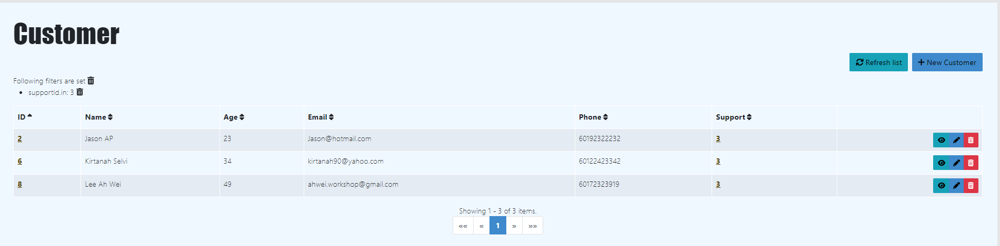 Customer
Refresh list
New Customer
Following filters are set
• supportId.in: 3
ID Name Age Email Phone Support
2 Jason AP 23 Jason@hotmail.com 60192322232 3
6 Kirtanah Selvi 34 kirtanah90@yahoo.com 60122423342 3
8 Lee Ah Wei 49 ahwei.workshop@gmail.com 60172323919 3
Showing 1 - 3 of 3 items.
«« « 1 » »»